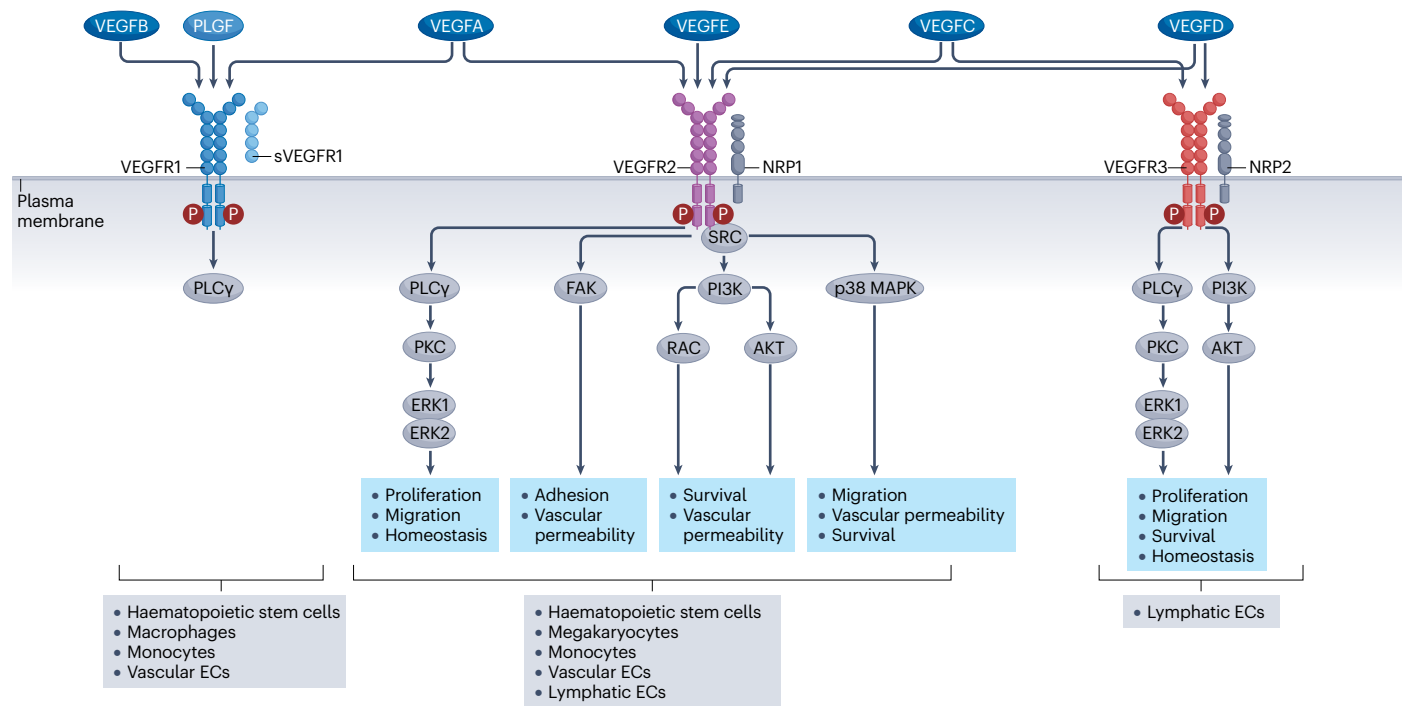 VEGFB
PLGF
VEGFA
VEGFE
VEGFC
VEGFD
VEGFR1
sVEGFR1
VEGFR2
NRP1
VEGFR3
NRP2
Plasma
membrane
P
P
P
P
P
P
SRC
PLCγ
PLCγ
FAK
PI3K
p38 MAPK
PLCγ
PI3K
PKC
RAC
AKT
PKC
AKT
ERK1
ERK2
ERK1
ERK2
• Proliferation
• Migration
• Homeostasis
• Adhesion
• Vascular
permeability
• Survival
• Vascular
permeability
• Migration
• Vascular permeability
• Survival
• Proliferation
• Migration
• Survival
• Homeostasis
• Haematopoietic stem cells
• Macrophages
• Monocytes
• Vascular ECs
• Haematopoietic stem cells
• Megakaryocytes
• Monocytes
• Vascular ECs
• Lymphatic ECs
• Lymphatic ECs